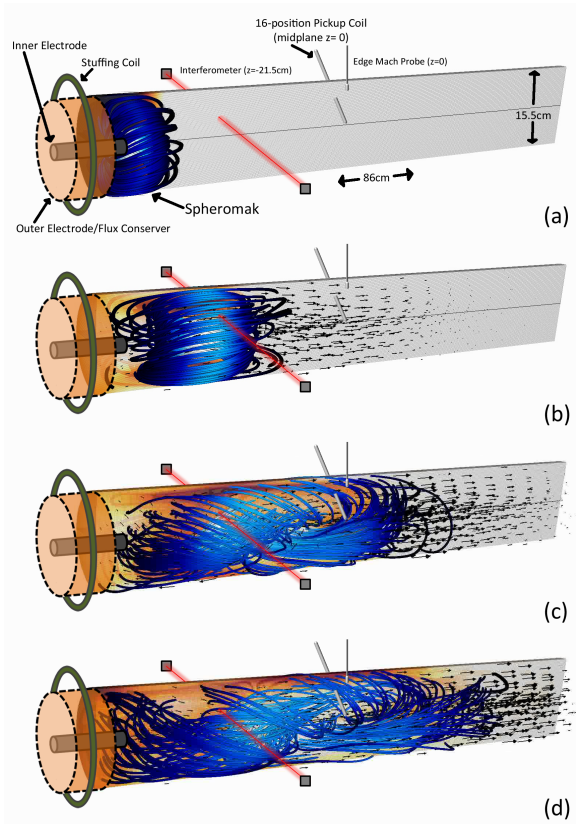 16-position Pickup Coil
(midplane z= 0)
Inner Electrode
Stuffing Coil
Interferometer (z=-21.5cm)
Edge Mach Probe (z=0)
15.5cm
86cm
Spheromak
Outer Electrode/Flux Conserver
(a)
(b)
(c)
(d)